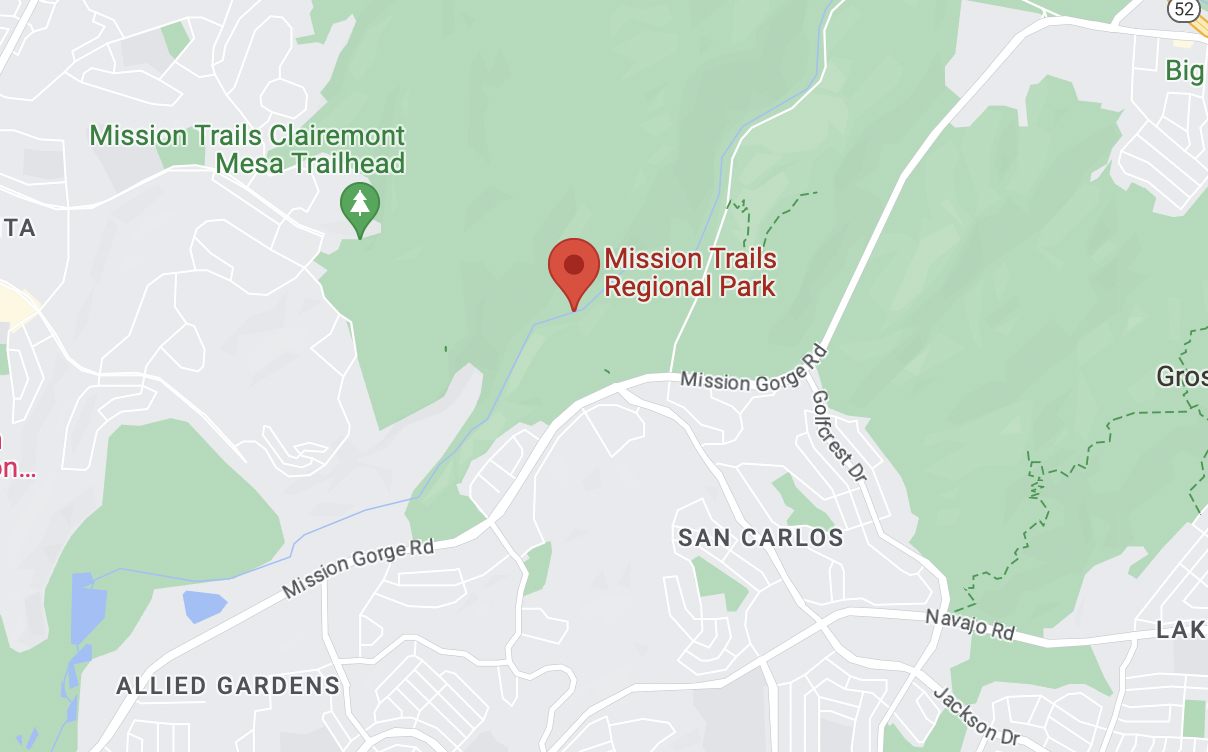 52
Big
Mission Trails Clairemont
Mesa Trailhead
TA
Mission Trails
Regional Park
Mission Gorge Rd
Gros
Golfcrest Dr
on...
SAN CARLOS
Mission Gorge Rd
Navajo Rd
LAK
ALLIED GARDENS
Jackson Dr